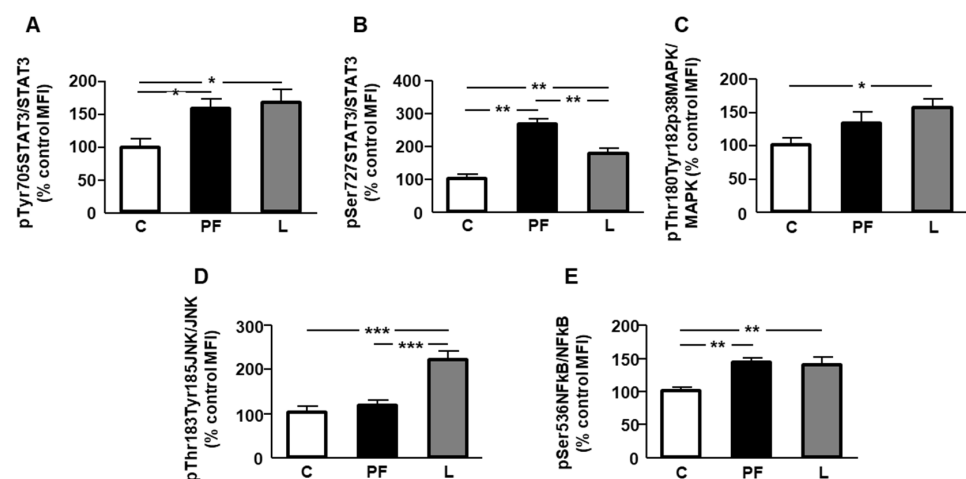 A
pTyr705STAT3/STAT3
(% control MFI)
200
150
100
50
0
*
*
C PF L
B
pSer727STAT3/STAT3
(% control MFI)
400
300
200
100
0
**
** **
C PF L
C
pThr180Tyr182p38MAPK/
MAPK (% control MFI)
200
150
100
50
0
*
C PF L
D
pThr183Tyr185JNK/JNK
(% control MFI)
300
200
100
0
***
***
C PF L
E
pSer536NFkB/NFkB
(% control MFI)
200
150
100
50
0
**
**
C PF L